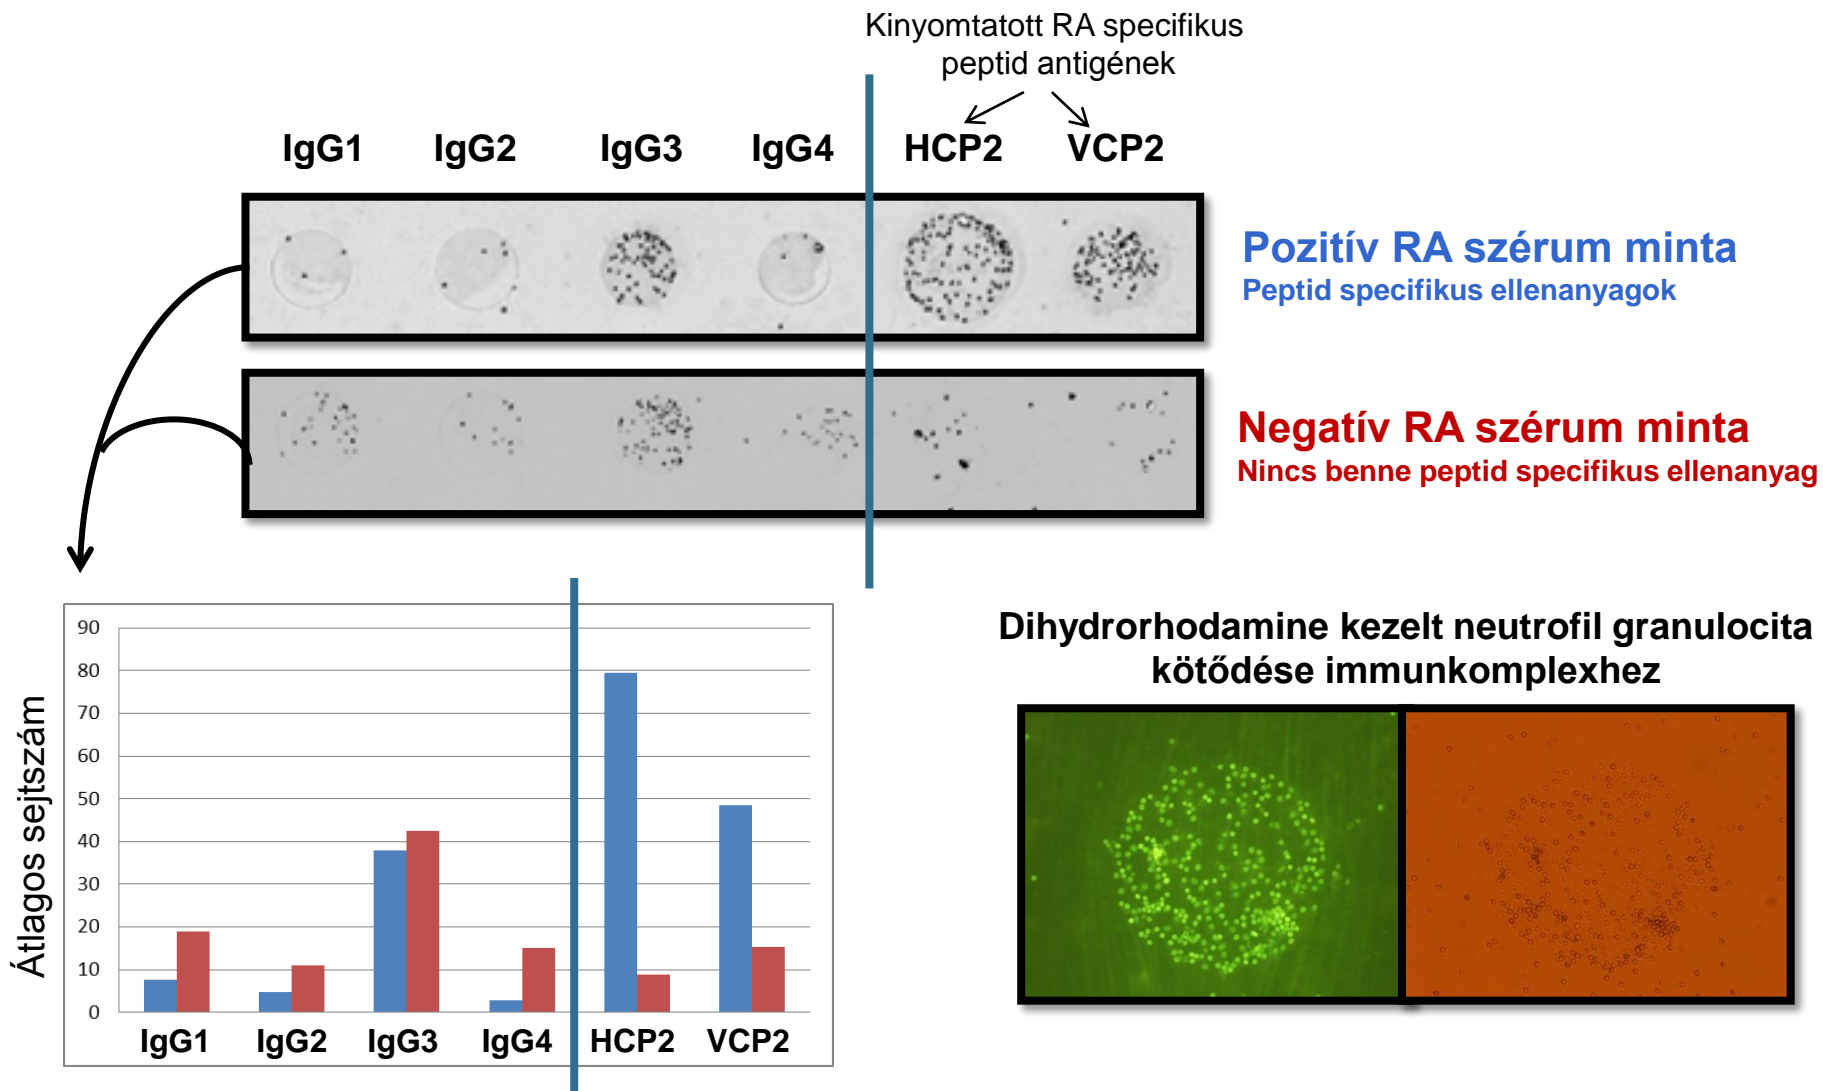 Kinyomtatott RA specifikus
peptid antigének
IgG1 IgG2 IgG3 IgG4 HCP2 VCP2
Pozitív RA szérum minta
Peptid specifikus ellenanyagok
Negatív RA szérum minta
Nincs benne peptid specifikus ellenanyag
Átlagos sejtszám
90
80
70
60
50
40
30
20
10
0
IgG1 IgG2 IgG3 IgG4 HCP2 VCP2
Dihydrorhodamine kezelt neutrofil granulocita
kötődése immunkomplexhez